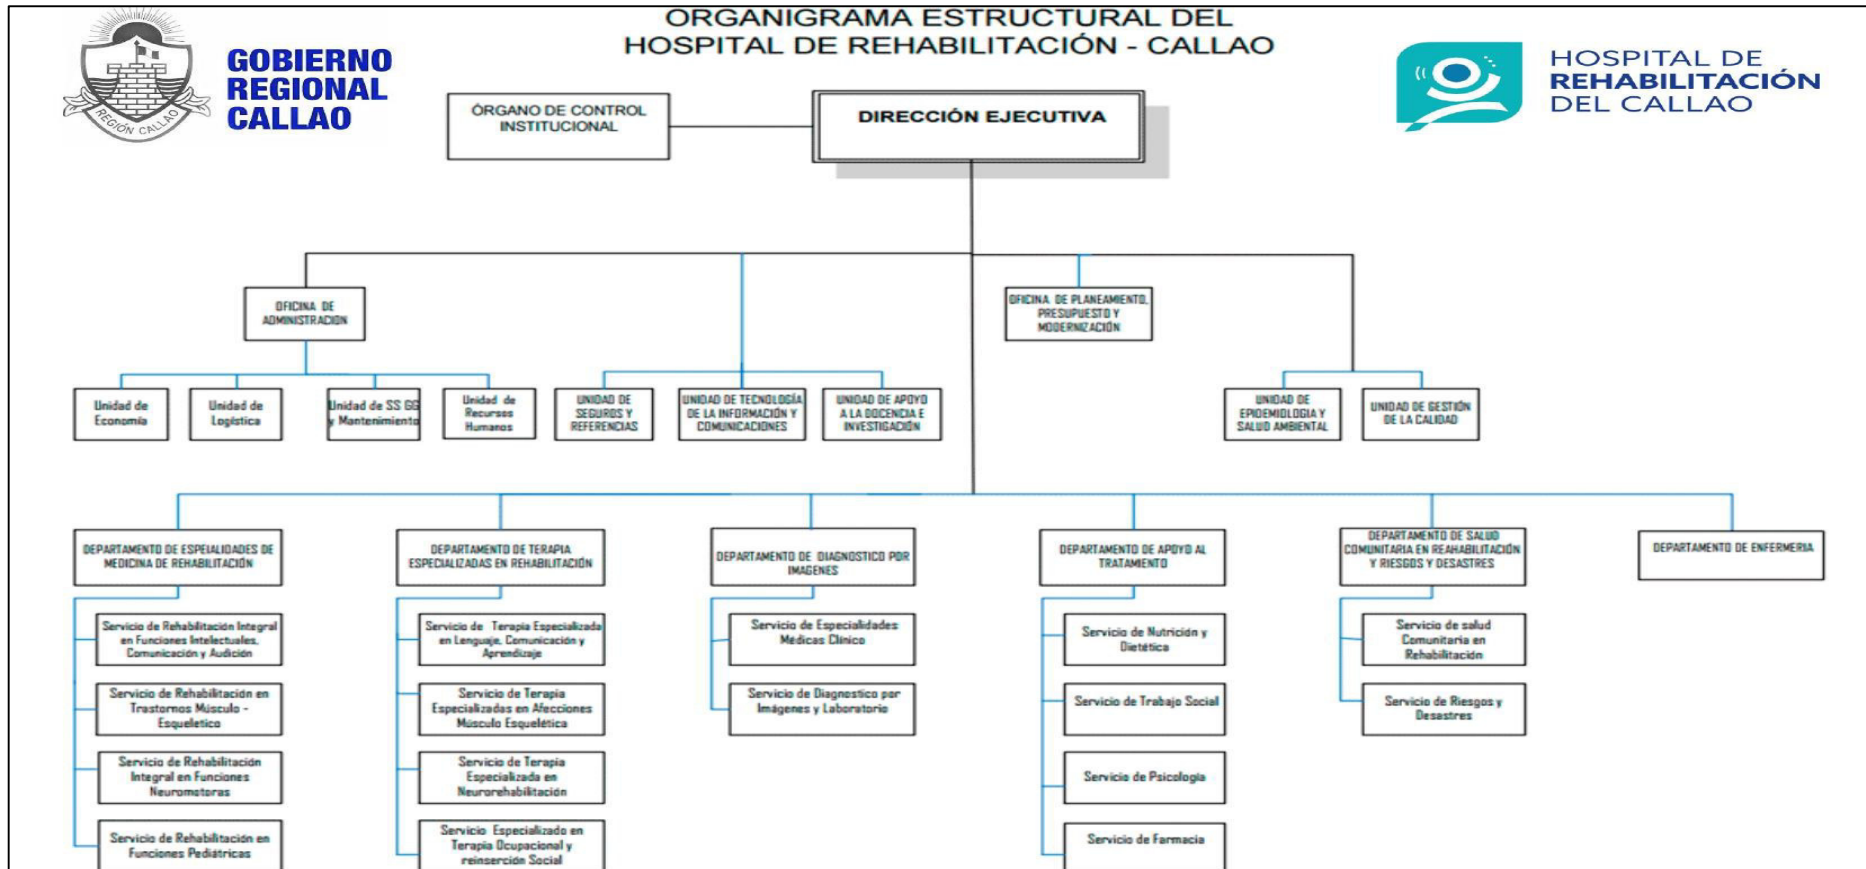 ORGANIGRAMA ESTRUCTURAL DEL
HOSPITAL DE REHABILITACIÓN - CALLAO
GOBIERNO
REGIONAL
CALLAO
REGIÓN CALLAO
HOSPITAL DE
REHABILITACIÓN
DEL CALLAO
ÓRGANO DE CONTROL
INSTITUCIONAL
DIRECCIÓN EJECUTIVA
OFICINA DE
ADMINISTRACION
OFICINA DE PLANEAMIENTO,
PRESUPUESTO Y
MODERNIZACIÓN
Unidad de
Economía
Unidad de
Logística
Unidad de SS GG
y Mantenimiento
Unidad de
Recursos
Humanos
UNIDAD DE
SEGUROS Y
REFERENCIAS
UNIDAD DE TECNOLOGÍA
DE LA INFORMACIÓN Y
COMUNICACIONES
UNIDAD DE APOYO
A LA DOCENCIA E
INVESTIGACIÓN
UNIDAD DE
EPIDEMIOLOGIA Y
SALUD AMBIENTAL
UNIDAD DE GESTIÓN
DE LA CALIDAD
DEPARTAMENTO DE ESPEIALIDADES DE
MEDICINA DE REHABILITACIÓN
DEPARTAMENTO DE TERAPIA
ESPECIALIZADAS EN REHABILITACIÓN
DEPARTAMENTO DE DIAGNOSTICO POR
IMAGENES
DEPARTAMENTO DE APOYO AL
TRATAMIENTO
DEPARTAMENTO DE SALUD
COMUNITARIA EN REAHABILITACIÓN
Y RIESGOS Y DESASTRES
DEPARTAMENTO DE ENFERMERIA
Servicio de Rehabilitación Integral
en Funciones Intelectuales,
Comunicación y Audición
Servicio de Rehabilitación en
Trastornos Músculo -
Esqueletico
Servicio de Rehabilitación
Integral en Funciones
Neuromotoras
Servicio de Rehabilitación en
Funciones Pediátricas
Servicio de Terapia Especializada
en Lenguaje, Comunicación y
Aprendizaje
Servicio de Terapia
Especializadas en Afecciones
Músculo Esquelética
Servicio de Terapia
Especializada en
Neurorehabilitación
Servicio Especializado en
Terapia Ocupacional y
reinserción Social
Servicio de Especialidades
Médicas Clínico
Servicio de Diagnostico por
Imágenes y Laboratorio
Servicio de Nutrición y
Dietética
Servicio de Trabajo Social
Servicio de Psicología
Servicio de Farmacia
Servicio de salud
Comunitaria en
Rehabilitación
Servicio de Riesgos y
Desastres